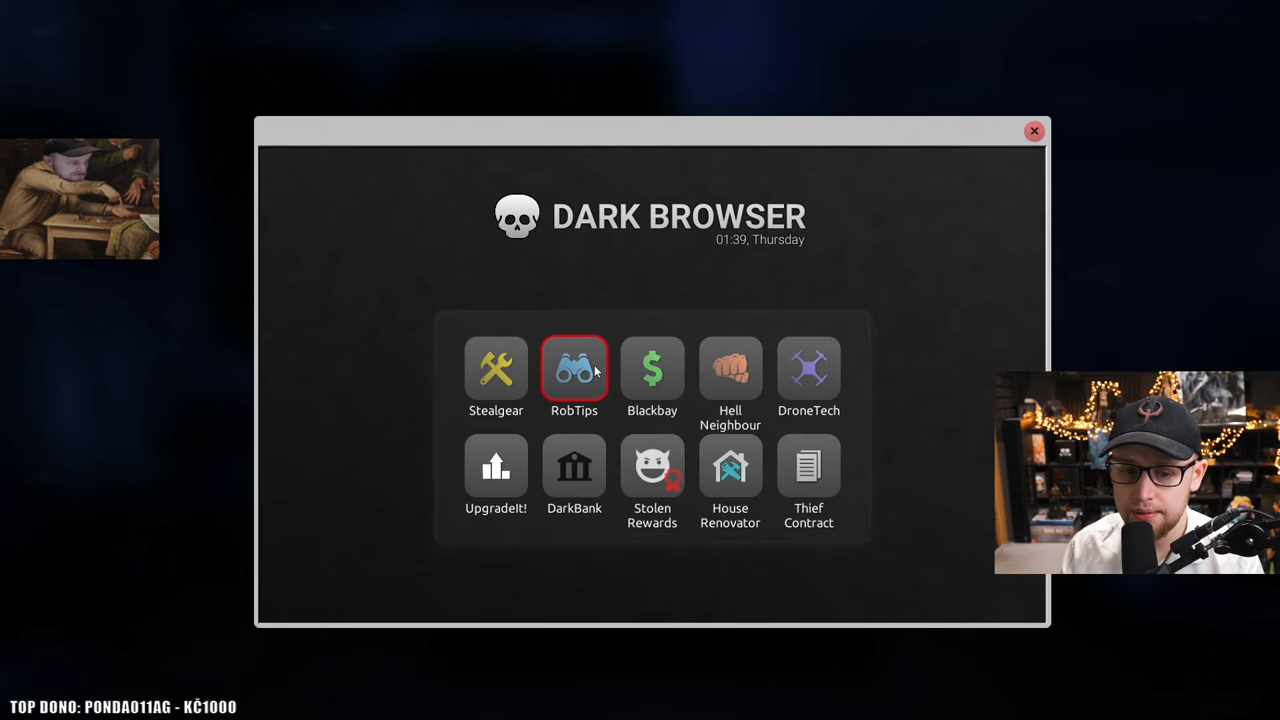 DARK BROWSER
01:39, Thursday
Stealgear
RobTips
Blackbay
Hell
Neighbour
DroneTech
UpgradeIt!
DarkBank
Stolen
Rewards
House
Renovator
Thief
Contract
TOP DONO: PONDA011AG - KČ1000